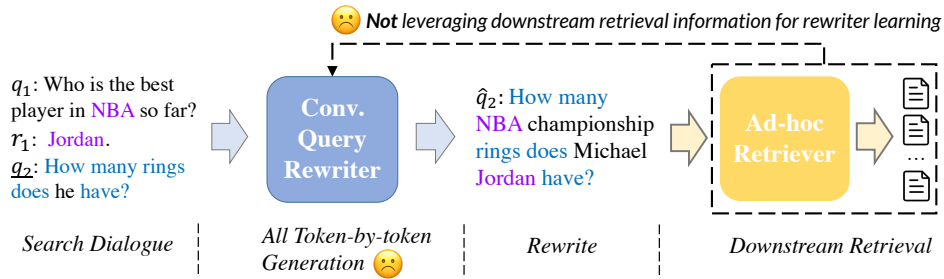 Not leveraging downstream retrieval information for rewriter learning
q₁: Who is the best
player in NBA so far?
r₁: Jordan.
q₂: How many rings
does he have?
Conv.
Query
Rewriter
q̂₂: How many
NBA championship
rings does Michael
Jordan have?
Ad-hoc
Retriever
...
Search Dialogue
All Token-by-token
Generation
Rewrite
Downstream Retrieval